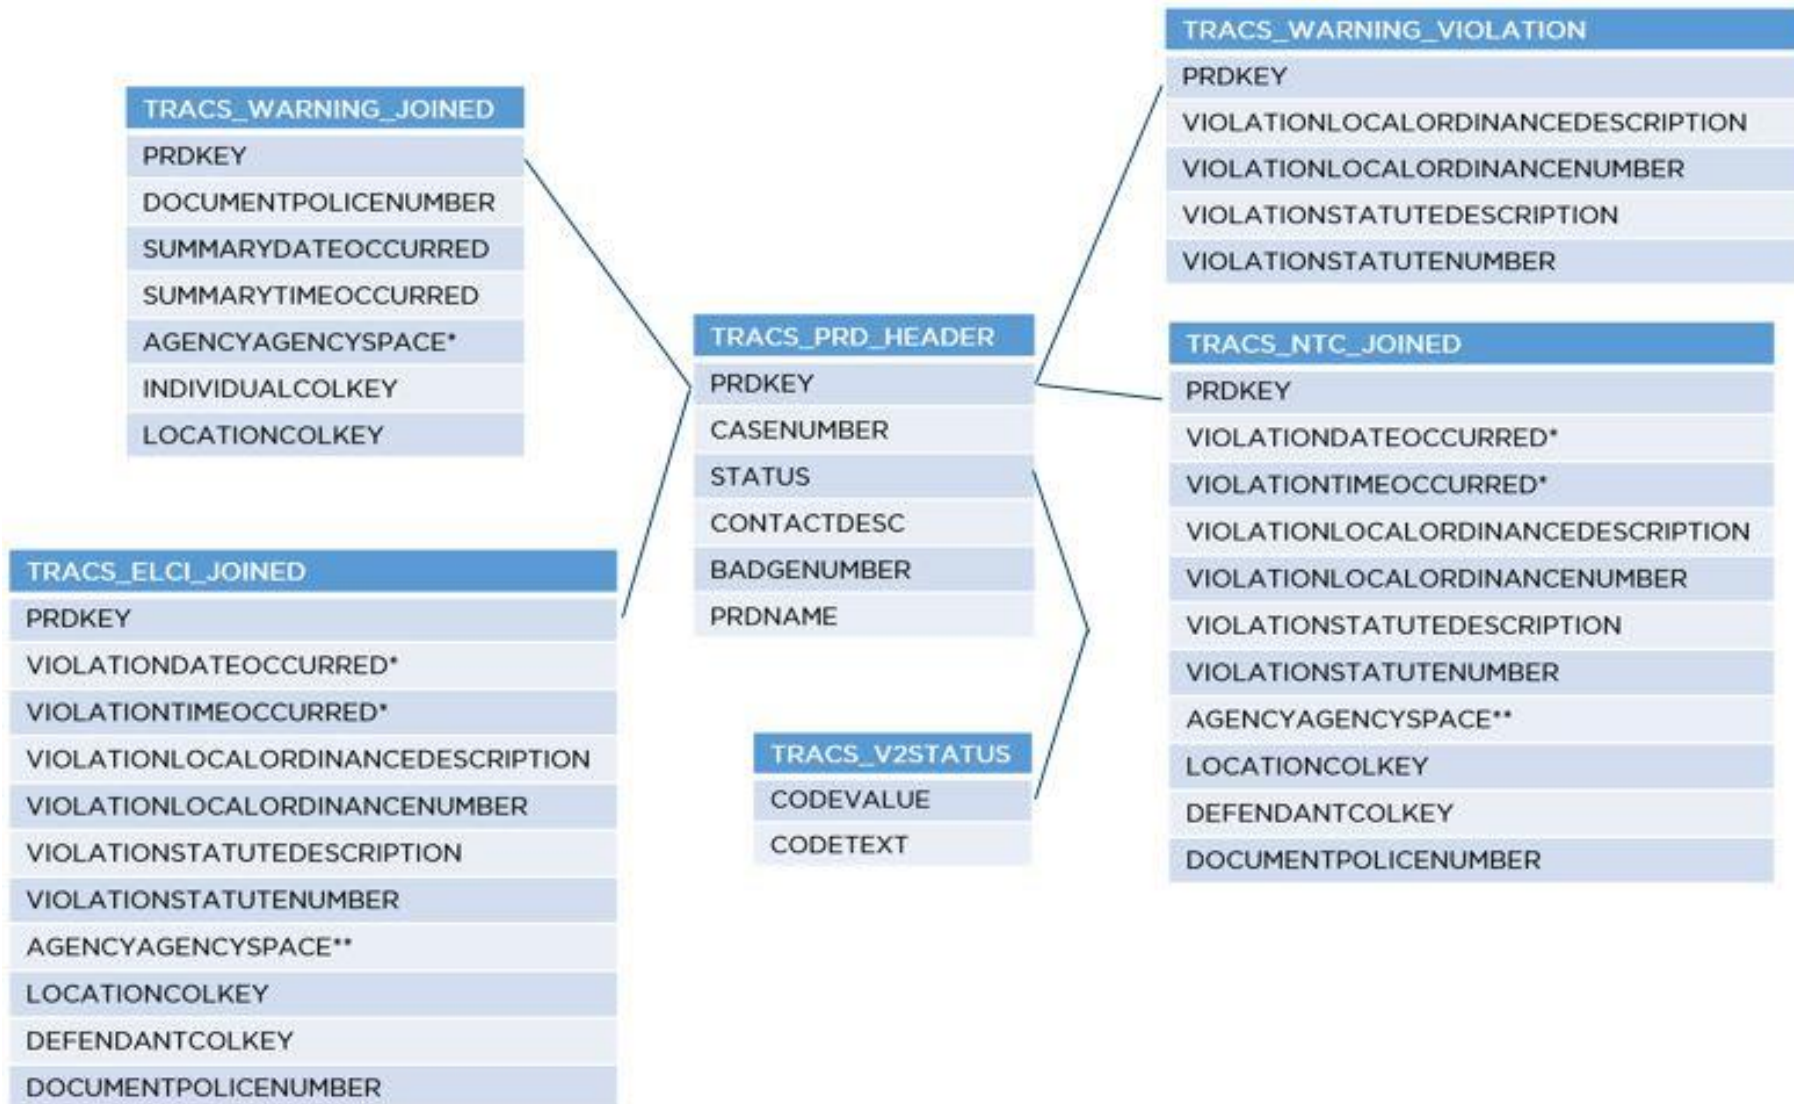 TRACS_WARNING_JOINED
PRDKEY
DOCUMENTPOLICENUMBER
SUMMARYDATEOCCURRED
SUMMARYTIMEOCCURRED
AGENCYAGENCYSPACE*
INDIVIDUALCOLKEY
LOCATIONCOLKEY
TRACS_ELCI_JOINED
PRDKEY
VIOLATIONDATEOCCURRED*
VIOLATIONTIMEOCCURRED*
VIOLATIONLOCALORDINANCEDESCRIPTION
VIOLATIONLOCALORDINANCENUMBER
VIOLATIONSTATUTEDESCRIPTION
VIOLATIONSTATUTENUMBER
AGENCYAGENCYSPACE**
LOCATIONCOLKEY
DEFENDANTCOLKEY
DOCUMENTPOLICENUMBER
TRACS_PRD_HEADER
PRDKEY
CASENUMBER
STATUS
CONTACTDESC
BADGENUMBER
PRDNAME
TRACS_V2STATUS
CODEVALUE
CODETEXT
TRACS_WARNING_VIOLATION
PRDKEY
VIOLATIONLOCALORDINANCEDESCRIPTION
VIOLATIONLOCALORDINANCENUMBER
VIOLATIONSTATUTEDESCRIPTION
VIOLATIONSTATUTENUMBER
TRACS_NTC_JOINED
PRDKEY
VIOLATIONDATEOCCURRED*
VIOLATIONTIMEOCCURRED*
VIOLATIONLOCALORDINANCEDESCRIPTION
VIOLATIONLOCALORDINANCENUMBER
VIOLATIONSTATUTEDESCRIPTION
VIOLATIONSTATUTENUMBER
AGENCYAGENCYSPACE**
LOCATIONCOLKEY
DEFENDANTCOLKEY
DOCUMENTPOLICENUMBER